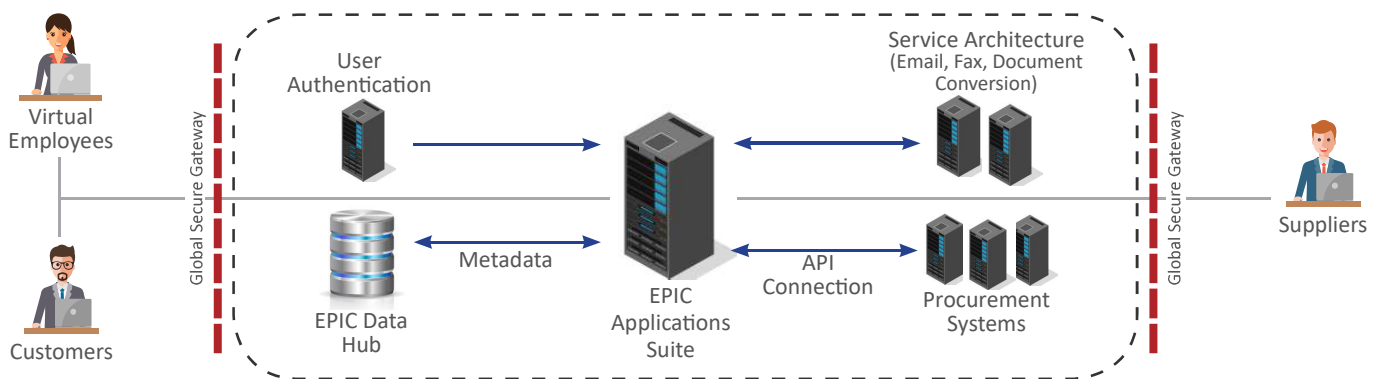 Virtual
Employees
Customers
Global Secure Gateway
User
Authentication
EPIC Data
Hub
Metadata
EPIC
Applications
Suite
Service Architecture
(Email, Fax, Document
Conversion)
API
Connection
Procurement
Systems
Global Secure Gateway
Suppliers